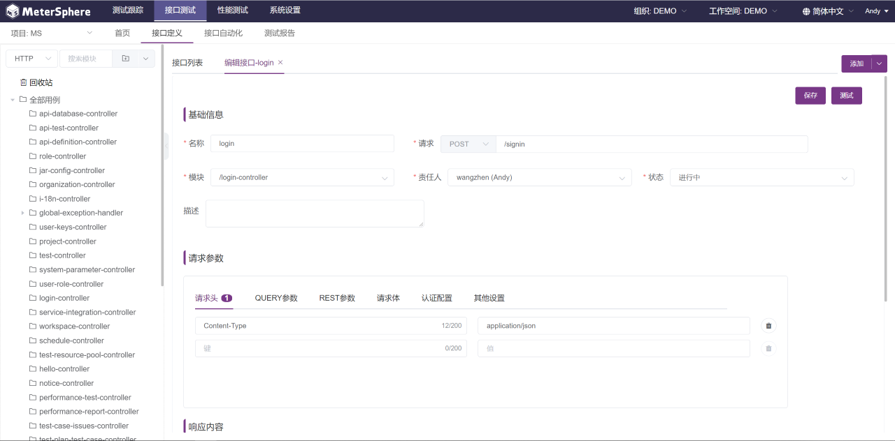 MeterSphere 测试跟踪 接口测试 性能测试 系统设置 组织: DEMO 工作空间: DEMO 简体中文 Andy
项目: MS 首页 接口定义 接口自动化 测试报告
HTTP 搜索模块 接口列表 编辑接口-login × 添加
回收站
保存 测试
全部用例
基础信息
api-database-controller
api-test-controller
* 名称 login * 请求 POST /signin
api-definition-controller
role-controller
jar-config-controller
* 模块 /login-controller * 责任人 wangzhen (Andy) * 状态 进行中
organization-controller
i-18n-controller
global-exception-handler
描述
user-keys-controller
project-controller
test-controller
请求参数
system-parameter-controller
user-role-controller
login-controller
请求头 1 QUERY参数 REST参数 请求体 认证配置 其他设置
service-integration-controller
workspace-controller
Content-Type 12/200 application/json
schedule-controller
键 0/200 值
test-resource-pool-controller
hello-controller
notice-controller
performance-test-controller
performance-report-controller
test-case-issues-controller
响应内容
test-plan-test-case-controller